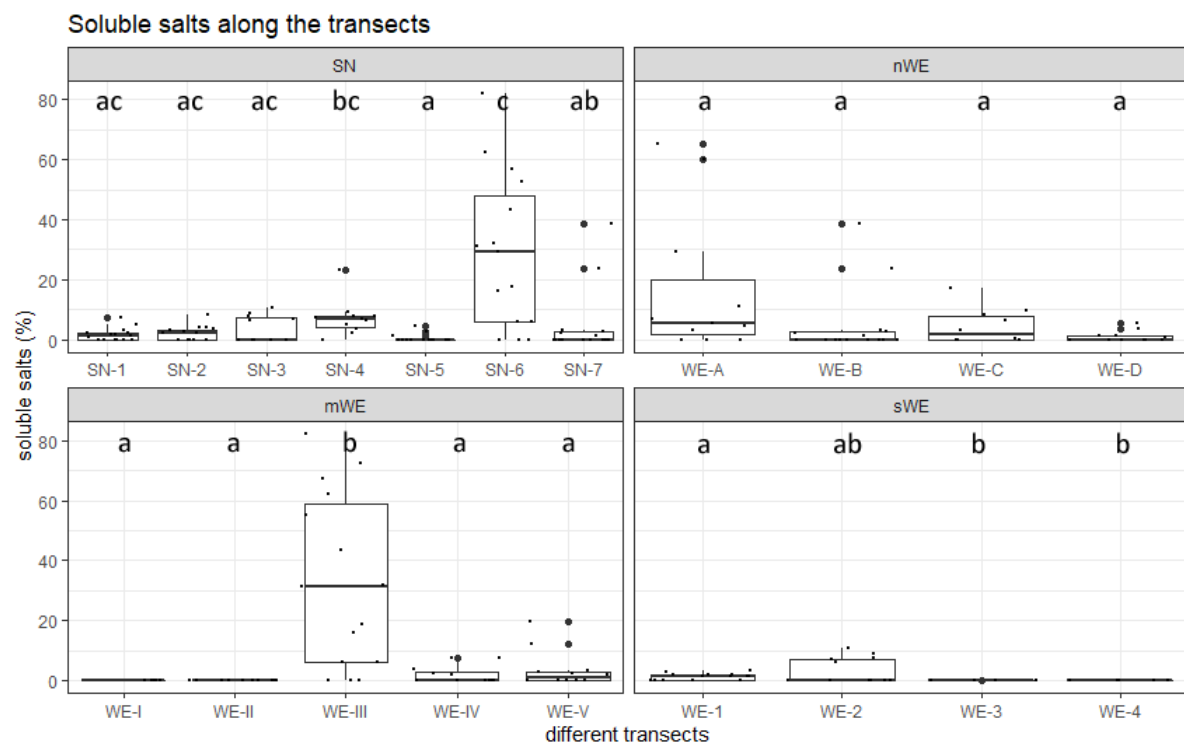 Soluble salts along the transects
SN
nWE
ac ac ac bc a c ab
a a a a
80
60
40
20
0
SN-1 SN-2 SN-3 SN-4 SN-5 SN-6 SN-7
WE-A WE-B WE-C WE-D
soluble salts (%)
mWE
sWE
a a b a a
a ab b b
80
60
40
20
0
WE-I WE-II WE-III WE-IV WE-V
WE-1 WE-2 WE-3 WE-4
different transects